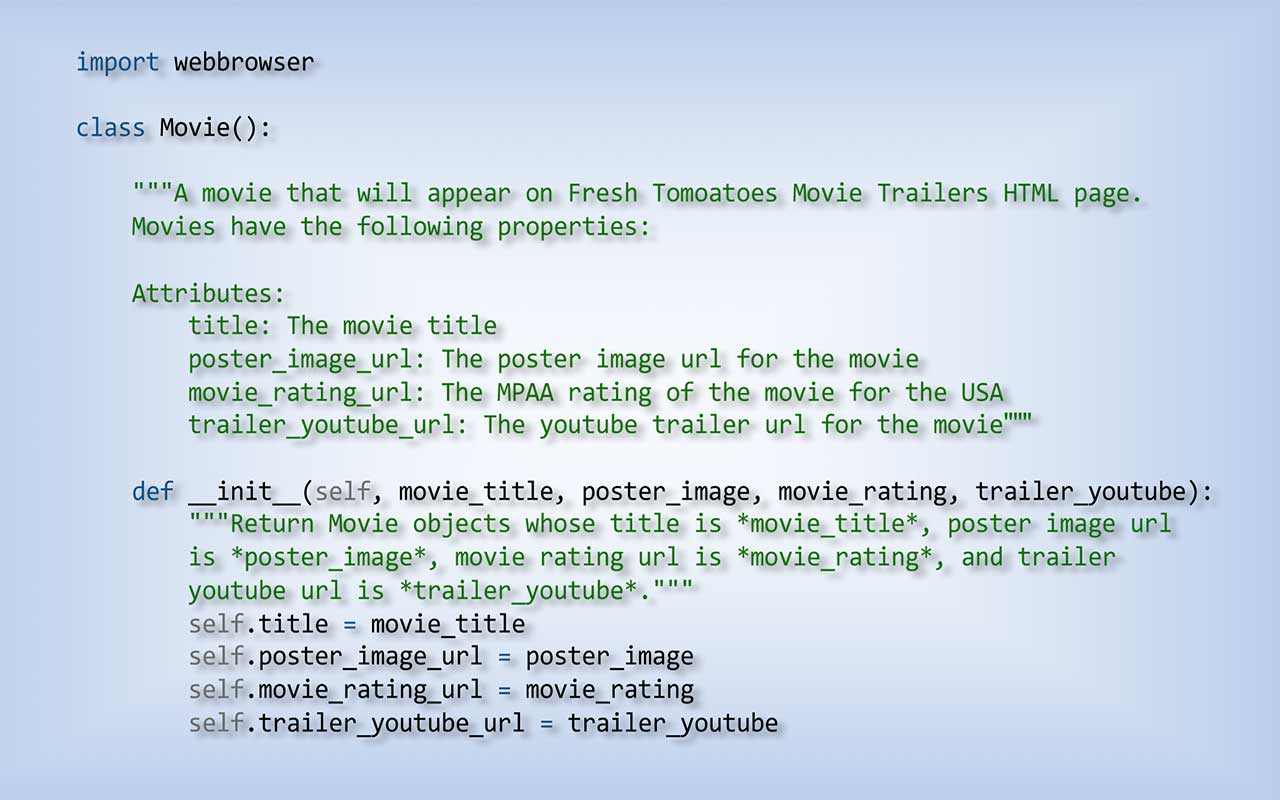 import webbrowser
class Movie():
"""A movie that will appear on Fresh Tomoatoes Movie Trailers HTML page.
Movies have the following properties:
Attributes:
title: The movie title
poster_image_url: The poster image url for the movie
movie_rating_url: The MPAA rating of the movie for the USA
trailer_youtube_url: The youtube trailer url for the movie"""
def __init__(self, movie_title, poster_image, movie_rating, trailer_youtube):
"""Return Movie objects whose title is *movie_title*, poster image url
is *poster_image*, movie rating url is *movie_rating*, and trailer
youtube url is *trailer_youtube*."""
self.title = movie_title
self.poster_image_url = poster_image
self.movie_rating_url = movie_rating
self.trailer_youtube_url = trailer_youtube